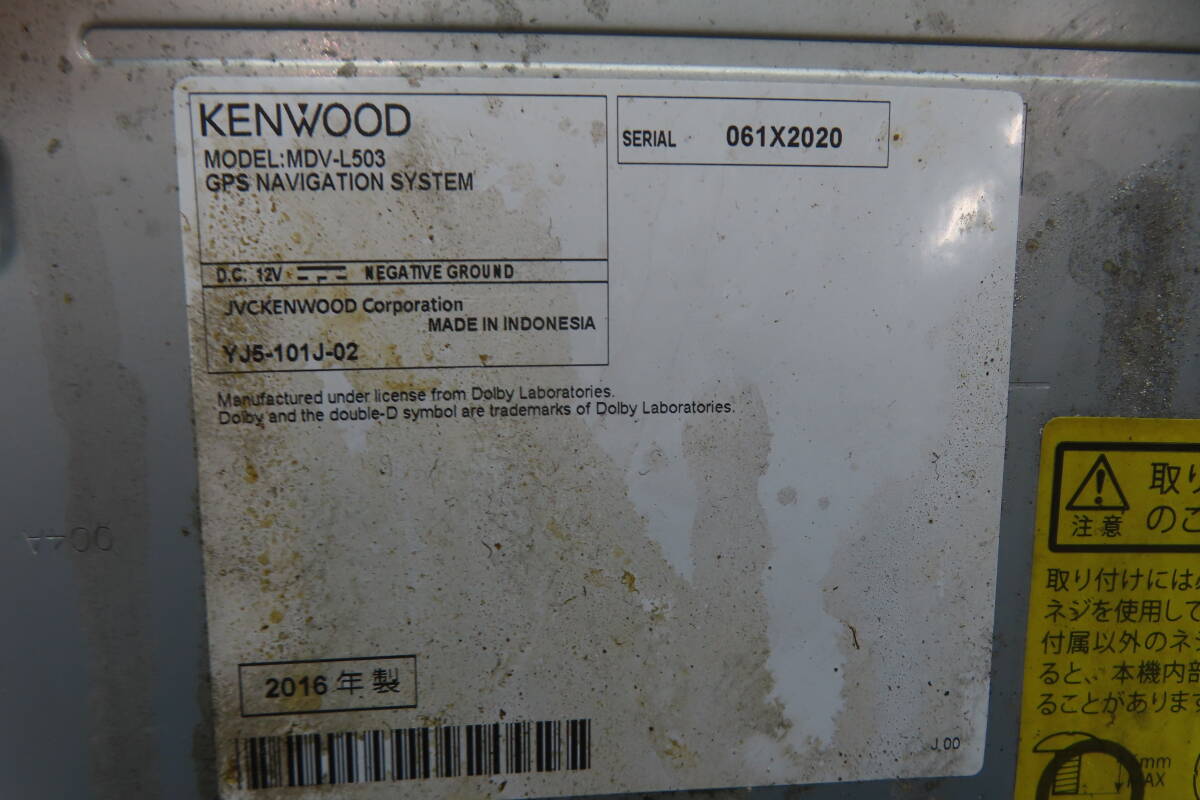 KENWOOD
MODEL:MDV-L503
GPS NAVIGATION SYSTEM
SERIAL 061X2020
D.C. 12V NEGATIVE GROUND
JVCKENWOOD Corporation
MADE IN INDONESIA
YJ5-101J-02
Manufactured under license from Dolby Laboratories.
Dolby and the double-D symbol are trademarks of Dolby Laboratories.
2016 年 製
J 00
注 意
取り
のご
取り付けには
ネジを使用して
付属以外のネ
ると、本機内部
ることがありま
mm
MAX